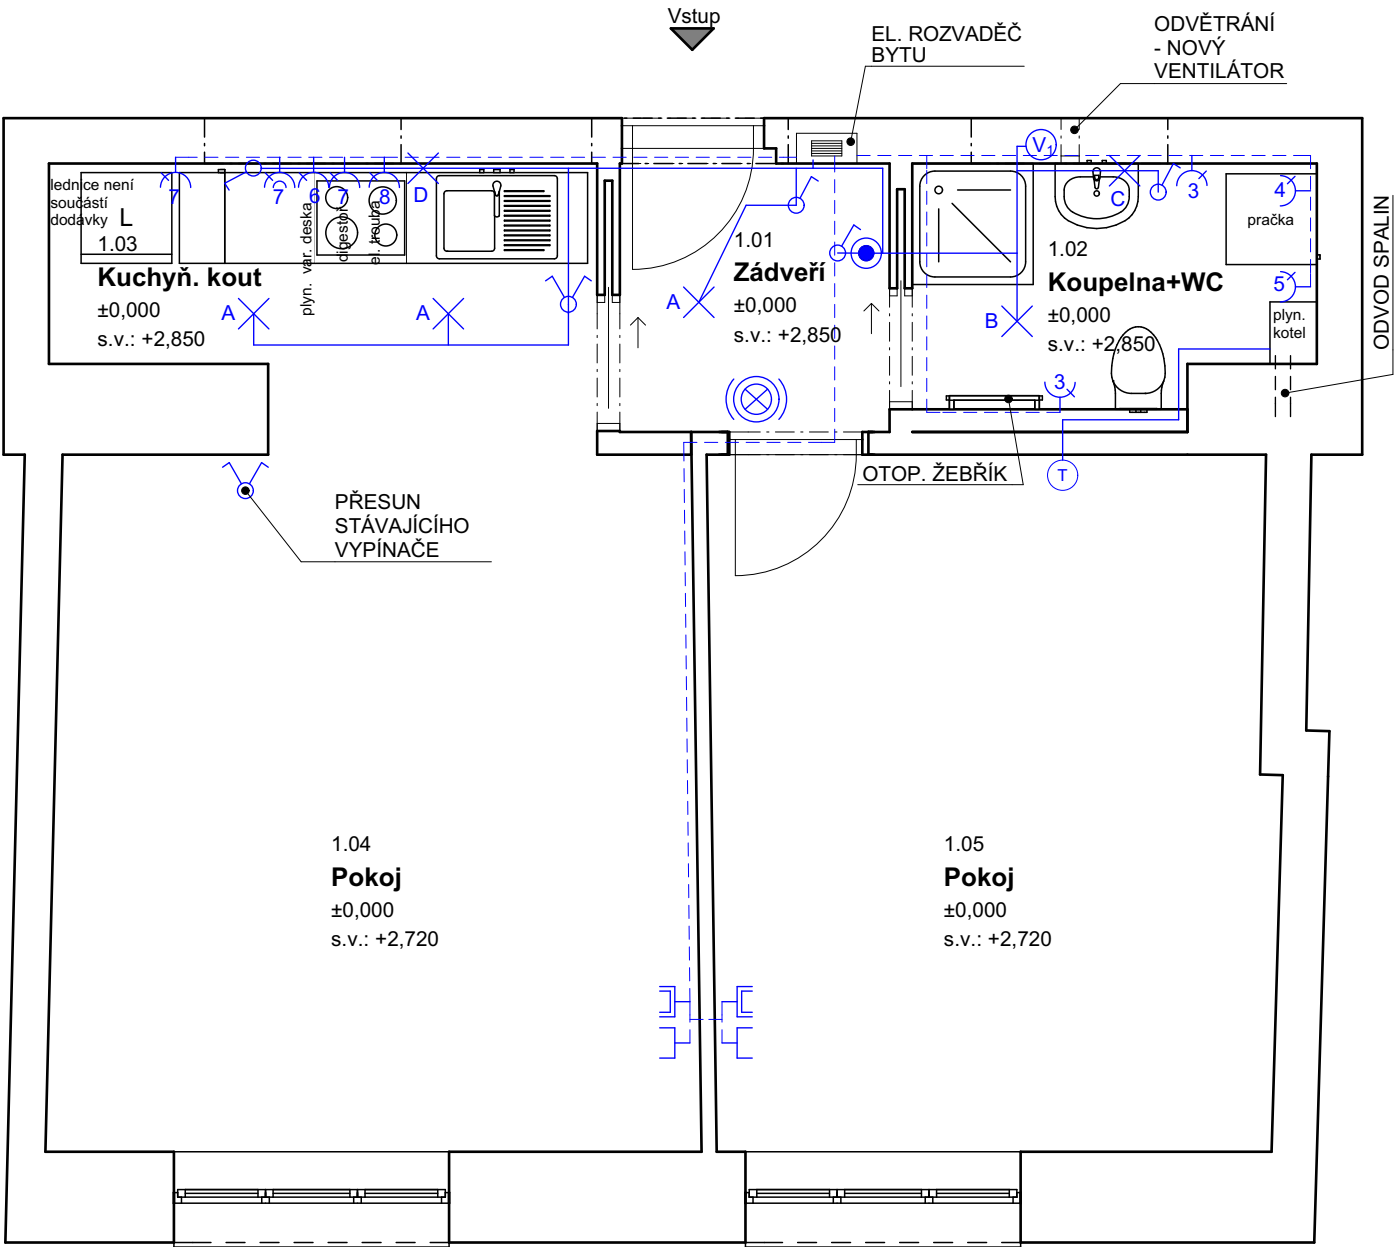 Vstup
EL. ROZVADĚČ
BYTU
ODVĚTRÁNÍ
- NOVÝ
VENTILÁTOR
lednice není
součástí
dodávky
L
1.03
Kuchyň. kout
±0,000
s.v.: +2,850
7
7
6
7
8
D
plyn. var. deska
digestoř
el. trouba
A
A
1.01
Zádveří
±0,000
s.v.: +2,850
A
V1
C
3
4
pračka
5
plyn.
kotel
1.02
Koupelna+WC
±0,000
s.v.: +2,850
B
3
ODVOD SPALIN
OTOP. ŽEBŘÍK
T
PŘESUN
STÁVAJÍCÍHO
VYPÍNAČE
1.04
Pokoj
±0,000
s.v.: +2,720
1.05
Pokoj
±0,000
s.v.: +2,720